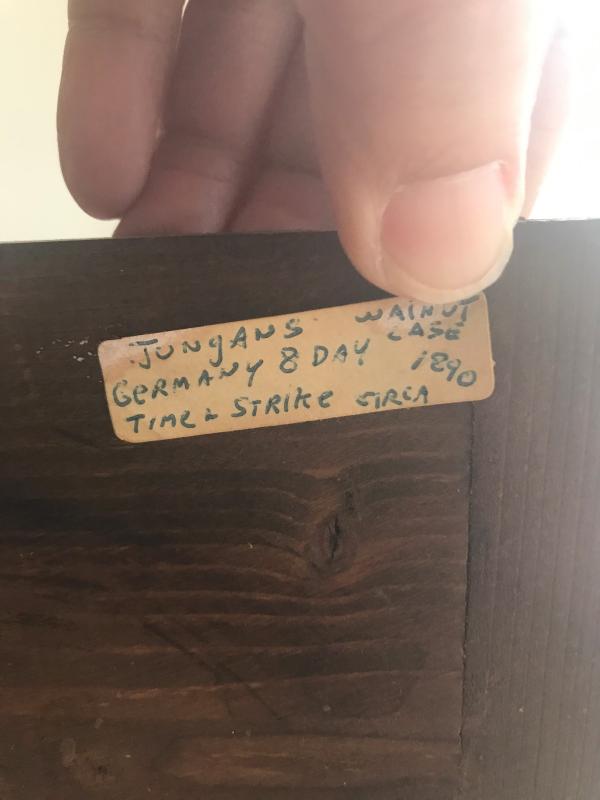 JUNgANS WALNUT
CASE
GERMANY 8 DAY 1890
TIME & STRIKE CIRCA